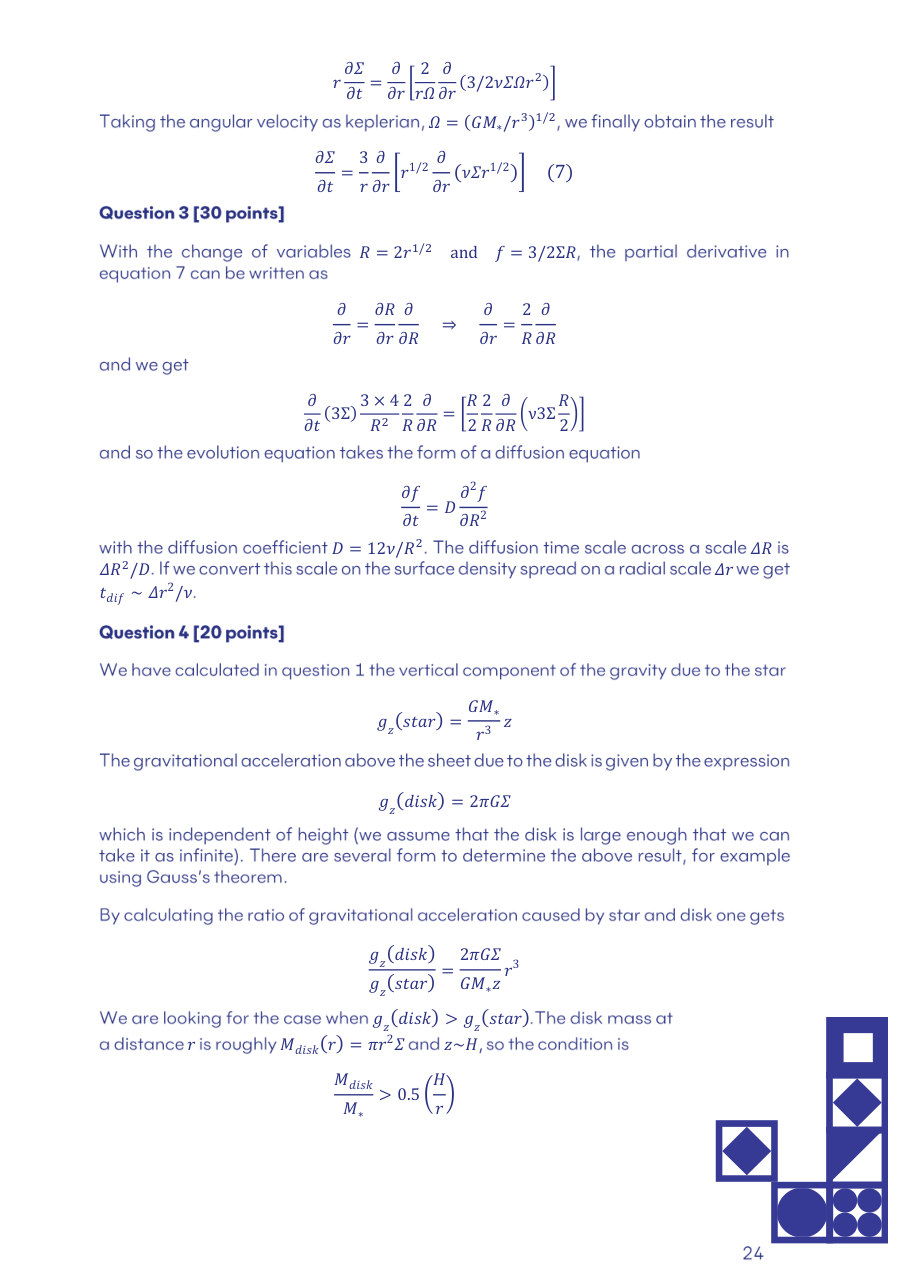 r ∂Σ/∂t = ∂/∂r [2/(rΩ) ∂/∂r (3/2νΣΩr²)]
Taking the angular velocity as keplerian, Ω = (GM∗/r³)^{1/2}, we finally obtain the result
∂Σ/∂t = 3/r ∂/∂r [r^{1/2} ∂/∂r (νΣr^{1/2})] (7)
Question 3 [30 points]
With the change of variables R = 2r^{1/2} and f = 3/2ΣR, the partial derivative in
equation 7 can be written as
∂/∂r = ∂R/∂r ∂/∂R ⇒ ∂/∂r = 2/R ∂/∂R
and we get
∂/∂t (3Σ) (3 × 4)/R² 2/R ∂/∂R = [R/2 2/R ∂/∂R (ν3Σ R/2)]
and so the evolution equation takes the form of a diffusion equation
∂f/∂t = D ∂²f/∂R²
with the diffusion coefficient D = 12ν/R². The diffusion time scale across a scale ΔR is
ΔR²/D. If we convert this scale on the surface density spread on a radial scale Δr we get
t_{dif} ~ Δr²/ν.
Question 4 [20 points]
We have calculated in question 1 the vertical component of the gravity due to the star
g_z(star) = GM∗/r³ z
The gravitational acceleration above the sheet due to the disk is given by the expression
g_z(disk) = 2πGΣ
which is independent of height (we assume that the disk is large enough that we can
take it as infinite). There are several form to determine the above result, for example
using Gauss's theorem.
By calculating the ratio of gravitational acceleration caused by star and disk one gets
g_z(disk)/g_z(star) = 2πGΣ/(GM∗z) r³
We are looking for the case when g_z(disk) > g_z(star).The disk mass at
a distance r is roughly M_{disk}(r) = πr²Σ and z~H, so the condition is
M_{disk}/M∗ > 0.5 (H/r)
24